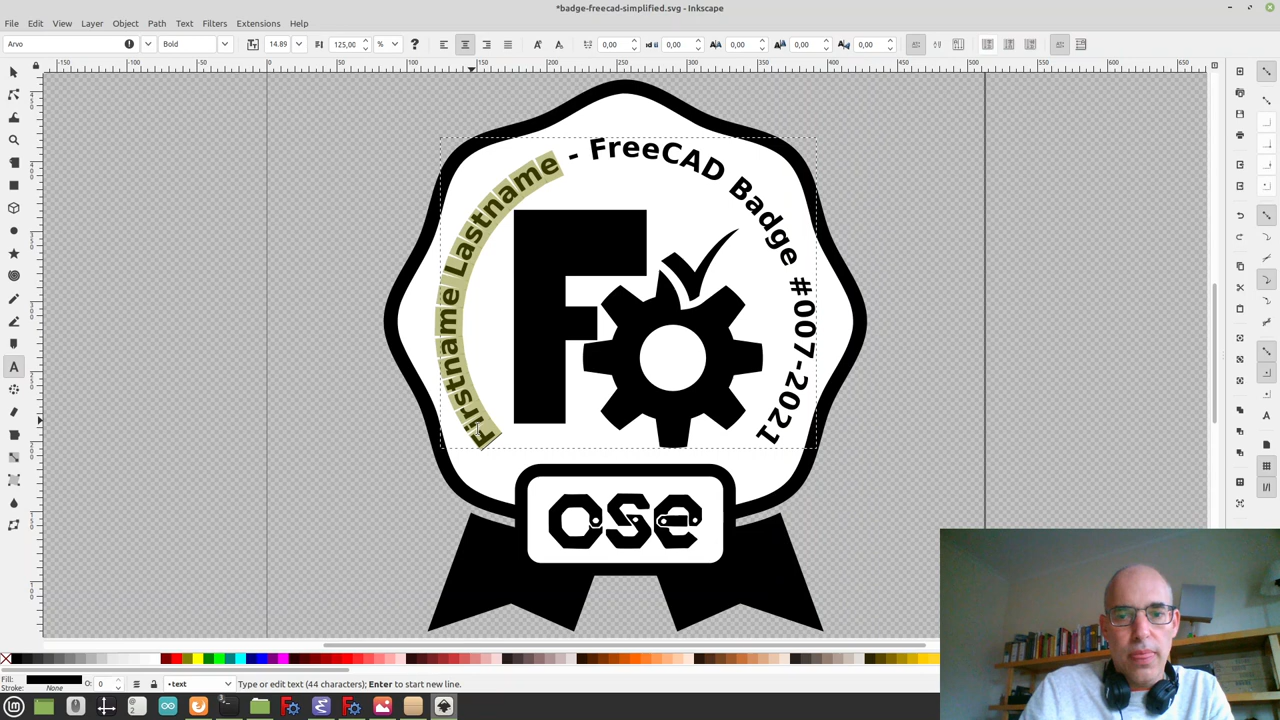 *badge-freecad-simplified.svg - Inkscape
File Edit View Layer Object Path Text Filters Extensions Help
Arvo Bold 14.89 125,00 % 0,00 0,00 0,00 0,00 0,00
Firstname Lastname - FreeCAD Badge #007-2021
F
ose
Fill:
Stroke: None
O: 0
•text
Type or edit text (44 characters); Enter to start new line.